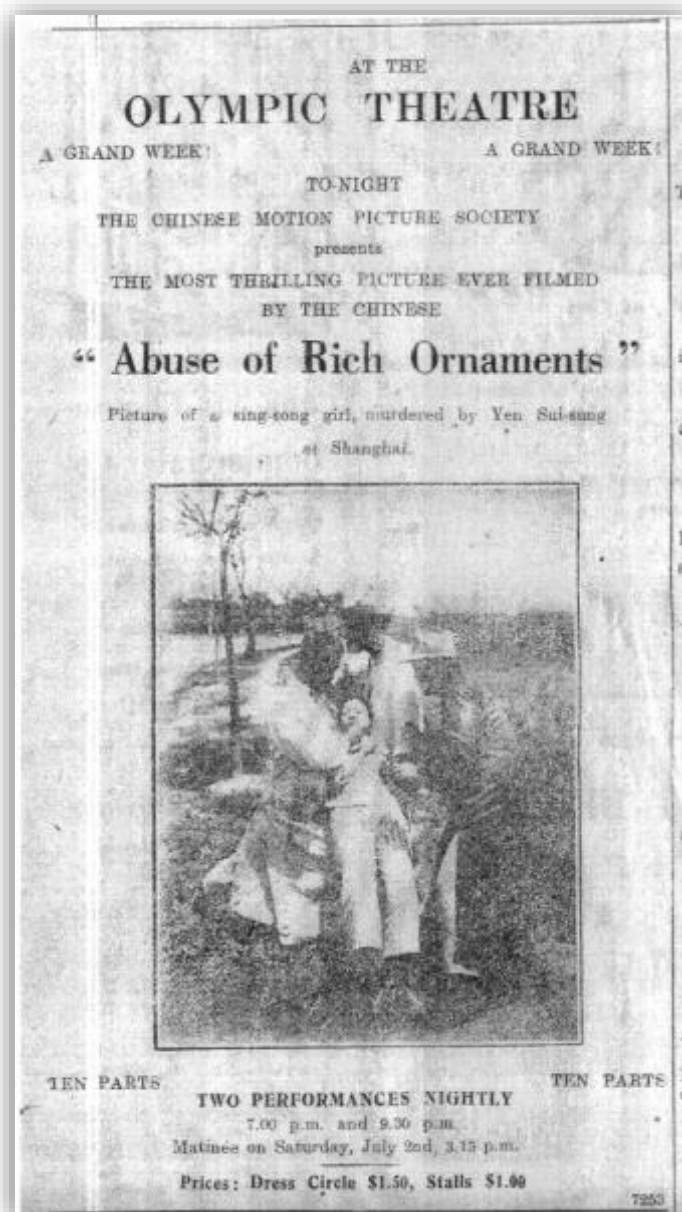 AT THE
OLYMPIC THEATRE
A GRAND WEEK! A GRAND WEEK!
TO-NIGHT
THE CHINESE MOTION PICTURE SOCIETY
presents
THE MOST THRILLING PICTURE EVER FILMED
BY THE CHINESE
“ Abuse of Rich Ornaments ”
Picture of a sing-song girl, murdered by Yen Sui-sung
at Shanghai.
TEN PARTS TEN PARTS
TWO PERFORMANCES NIGHTLY
7.00 p.m. and 9.30 p.m.
Matinée on Saturday, July 2nd, 3.15 p.m.
Prices: Dress Circle $1.50, Stalls $1.00
7253